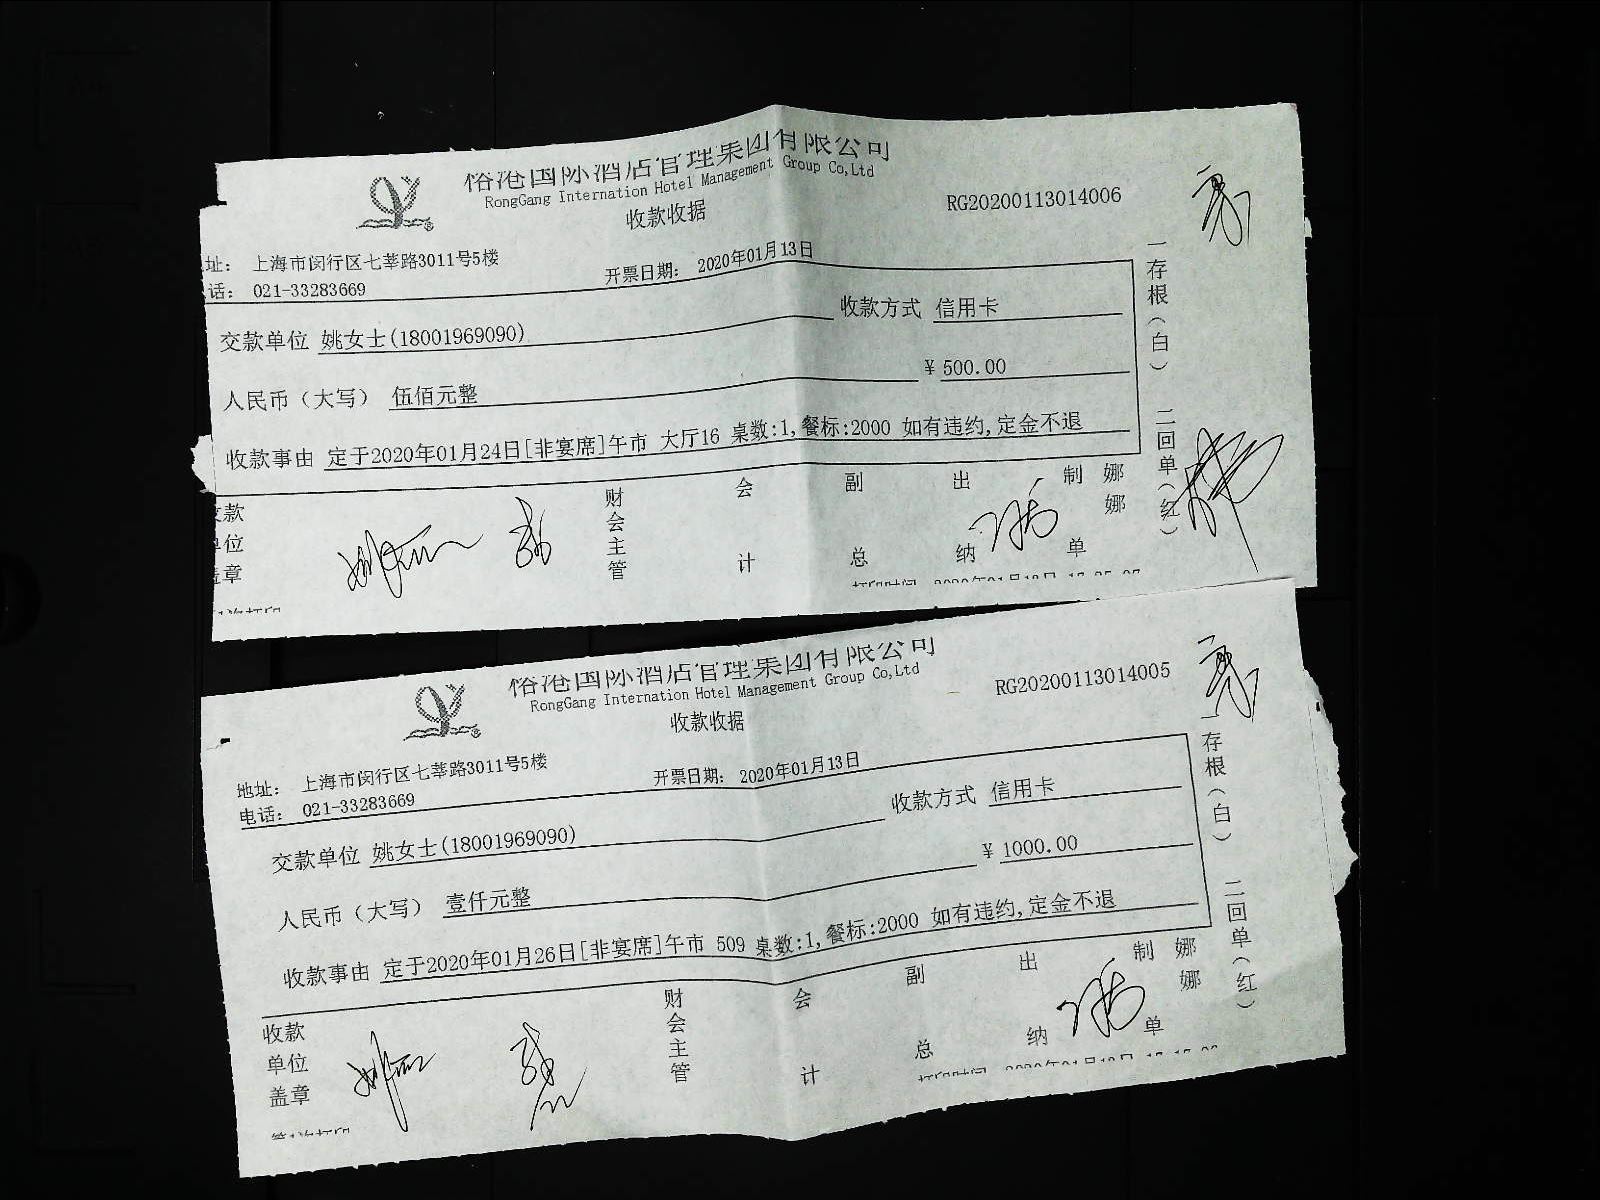 裕港国际酒店管理集团有限公司
RongGang Internation Hotel Management Group Co,Ltd
收款收据
RG20200113014006
址： 上海市闵行区七莘路3011号5楼
话： 021-33283669
开票日期： 2020年01月13日
交款单位 姚女士(18001969090)
收款方式 信用卡
人民币（大写） 伍佰元整
¥ 500.00
收款事由 定于2020年01月24日[非宴席]午市 大厅16 桌数:1,餐标:2000 如有违约,定金不退
款单位盖章
财会主管
会计
副总
出纳
制单
娜娜
一存根（白）
二回单（红）
裕港国际酒店管理集团有限公司
RongGang Internation Hotel Management Group Co,Ltd
收款收据
RG20200113014005
地址： 上海市闵行区七莘路3011号5楼
电话： 021-33283669
开票日期： 2020年01月13日
交款单位 姚女士(18001969090)
收款方式 信用卡
人民币（大写） 壹仟元整
¥ 1000.00
收款事由 定于2020年01月26日[非宴席]午市 509 桌数:1,餐标:2000 如有违约,定金不退
收款单位盖章
财会主管
会计
副总
出纳
制单
娜娜
一存根（白）
二回单（红）